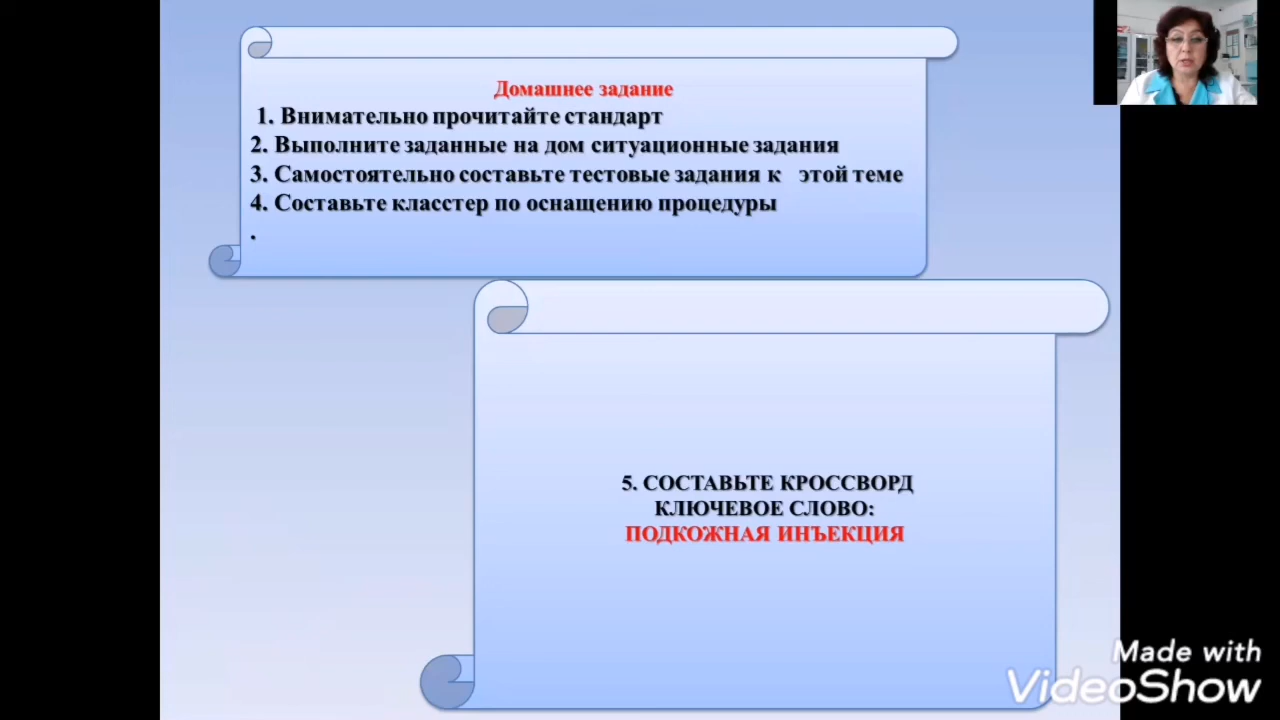 Домашнее задание
1. Внимательно прочитайте стандарт
2. Выполните заданные на дом ситуационные задания
3. Самостоятельно составьте тестовые задания к этой теме
4. Составьте класстер по оснащению процедуры
.
5. СОСТАВЬТЕ КРОССВОРД
КЛЮЧЕВОЕ СЛОВО:
ПОДКОЖНАЯ ИНЪЕКЦИЯ
Made with
VideoShow